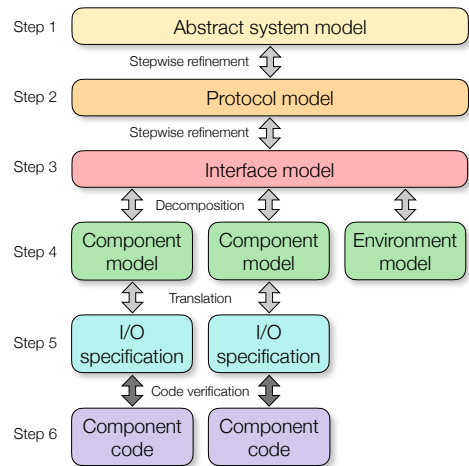 Step 1 Abstract system model
Stepwise refinement
Step 2 Protocol model
Stepwise refinement
Step 3 Interface model
Decomposition
Step 4 Component model Component model Environment model
Translation
Step 5 I/O specification I/O specification
Code verification
Step 6 Component code Component code